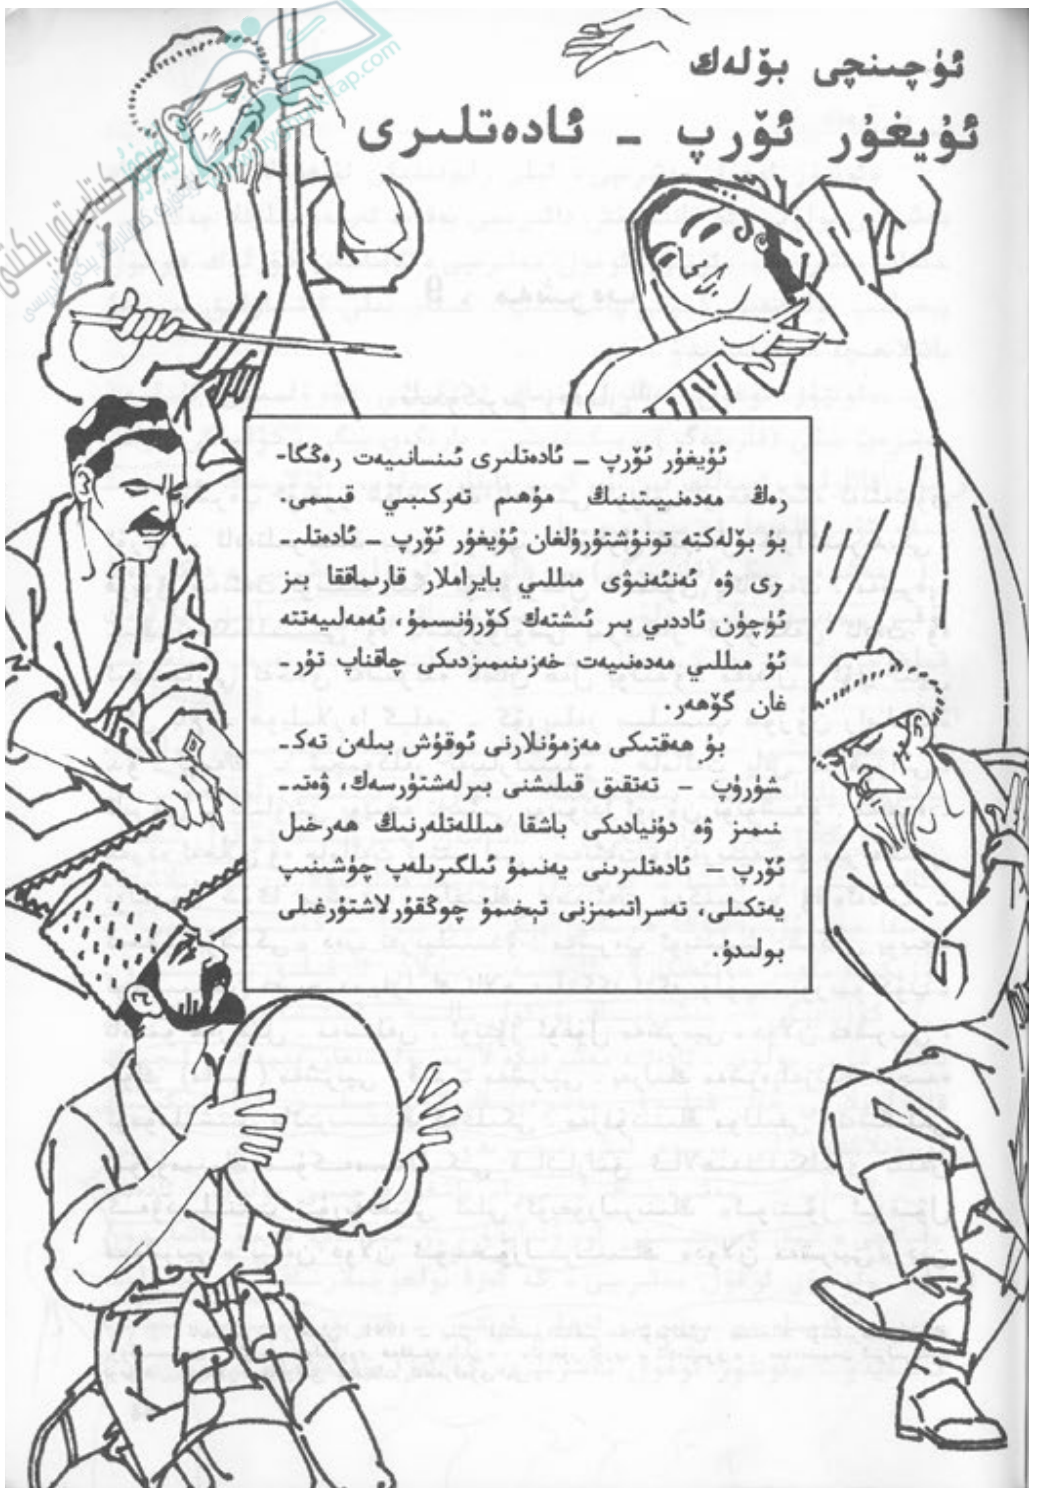 ئۈچىنچى بۆلەك
ئۇيغۇر ئۆرپ - ئادەتلىرى
ئۇيغۇر ئۆرپ - ئادەتلىرى ئىنسانىيەت رەڭگا-
رەڭ مەدەنىيىتىنىڭ مۇھىم تەركىبىي قىسمى.
بۇ بۆلەكتە تونۇشتۇرۇلغان ئۇيغۇر ئۆرپ - ئادەتلى-
رى ۋە ئەنئەنىۋى مىللىي بايراملار قارىماققا بىز
ئۈچۈن ئاددىي بىر ئىشتەك كۆرۈنسىمۇ، ئەمەلىيەتتە
ئۇ مىللىي مەدەنىيەت خەزىنىمىزدىكى چاقناپ تۇر-
غان گۆھەر.
بۇ ھەقتىكى مەزمۇنلارنى ئوقۇش بىلەن تەك-
شۈرۈپ - تەتقىق قىلىشنى بىرلەشتۈرسەك، ۋەتى-
نىمىز ۋە دۇنيادىكى باشقا مىللەتلەرنىڭ ھەرخىل
ئۆرپ - ئادەتلىرىنى يەنىمۇ ئىلگىرىلەپ چۈشىنىپ
يەتكىلى، تەسىراتىمىزنى تېخىمۇ چوڭقۇرلاشتۇرغىلى
بولىدۇ.